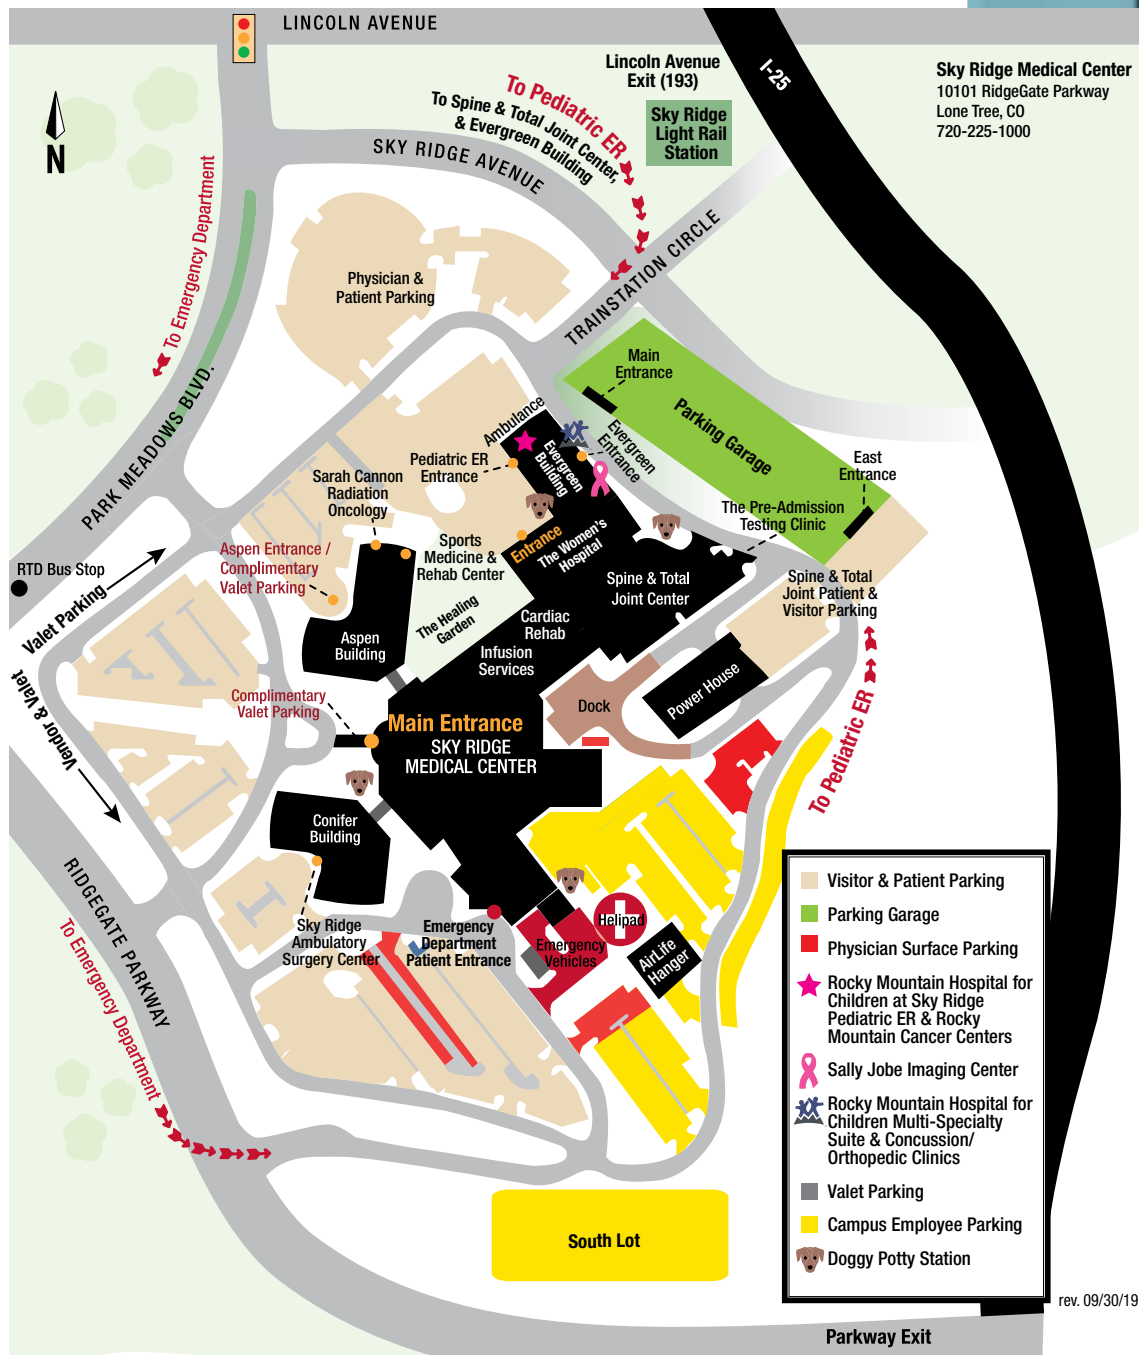 LINCOLN AVENUE
I-25
Lincoln Avenue
Exit (193)
Sky Ridge Medical Center
10101 RidgeGate Parkway
Lone Tree, CO
720-225-1000
To Pediatric ER
To Spine & Total Joint Center,
& Evergreen Building
Sky Ridge
Light Rail
Station
N
SKY RIDGE AVENUE
To Emergency Department
TRAINSTATION CIRCLE
Physician &
Patient Parking
PARK MEADOWS BLVD.
Main
Entrance
Parking Garage
Ambulance
Evergreen
Building
Evergreen
Entrance
Pediatric ER
Entrance
East
Entrance
Sarah Cannon
Radiation
Oncology
The Pre-Admission
Testing Clinic
Sports
Medicine &
Rehab Center
Entrance
The Women's
Hospital
Aspen Entrance /
Complimentary
Valet Parking
RTD Bus Stop
Valet Parking
Spine & Total
Joint Center
Spine & Total
Joint Patient &
Visitor Parking
The Healing
Garden
Cardiac
Rehab
Infusion
Services
Aspen
Building
Vendor & Valet
Complimentary
Valet Parking
Dock
Power House
Main Entrance
SKY RIDGE
MEDICAL CENTER
To Pediatric ER
Conifer
Building
RIDGEGATE PARKWAY
To Emergency Department
Sky Ridge
Ambulatory
Surgery Center
Emergency
Department
Patient Entrance
Emergency
Vehicles
Helipad
AirLife
Hanger
Visitor & Patient Parking
Parking Garage
Physician Surface Parking
Rocky Mountain Hospital for
Children at Sky Ridge
Pediatric ER & Rocky
Mountain Cancer Centers
Sally Jobe Imaging Center
Rocky Mountain Hospital for
Children Multi-Specialty
Suite & Concussion/
Orthopedic Clinics
Valet Parking
Campus Employee Parking
Doggy Potty Station
South Lot
rev. 09/30/19
Parkway Exit